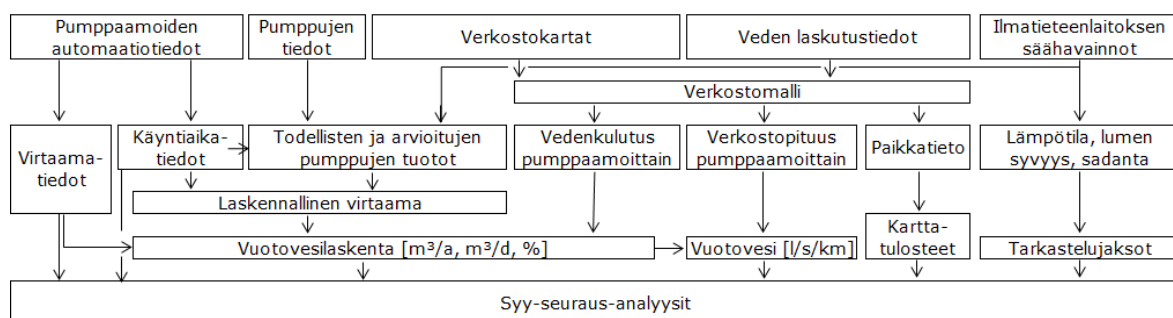 Pumppaamoiden
automaatiotiedot
Pumppujen
tiedot
Verkostokartat
Veden laskutustiedot
Ilmatieteenlaitoksen
säähavainnot
Verkostomalli
Virtaama-
tiedot
Käyntiaika-
tiedot
Todellisten ja arvioitujen
pumppujen tuotot
Vedenkulutus
pumppaamoittain
Verkostopituus
pumppaamoittain
Paikkatieto
Lämpötila, lumen
syvyys, sadanta
Laskennallinen virtaama
Vuotovesilaskenta [m³/a, m³/d, %]
Vuotovesi [l/s/km]
Kartta-
tulosteet
Tarkastelujaksot
Syy-seuraus-analyysit